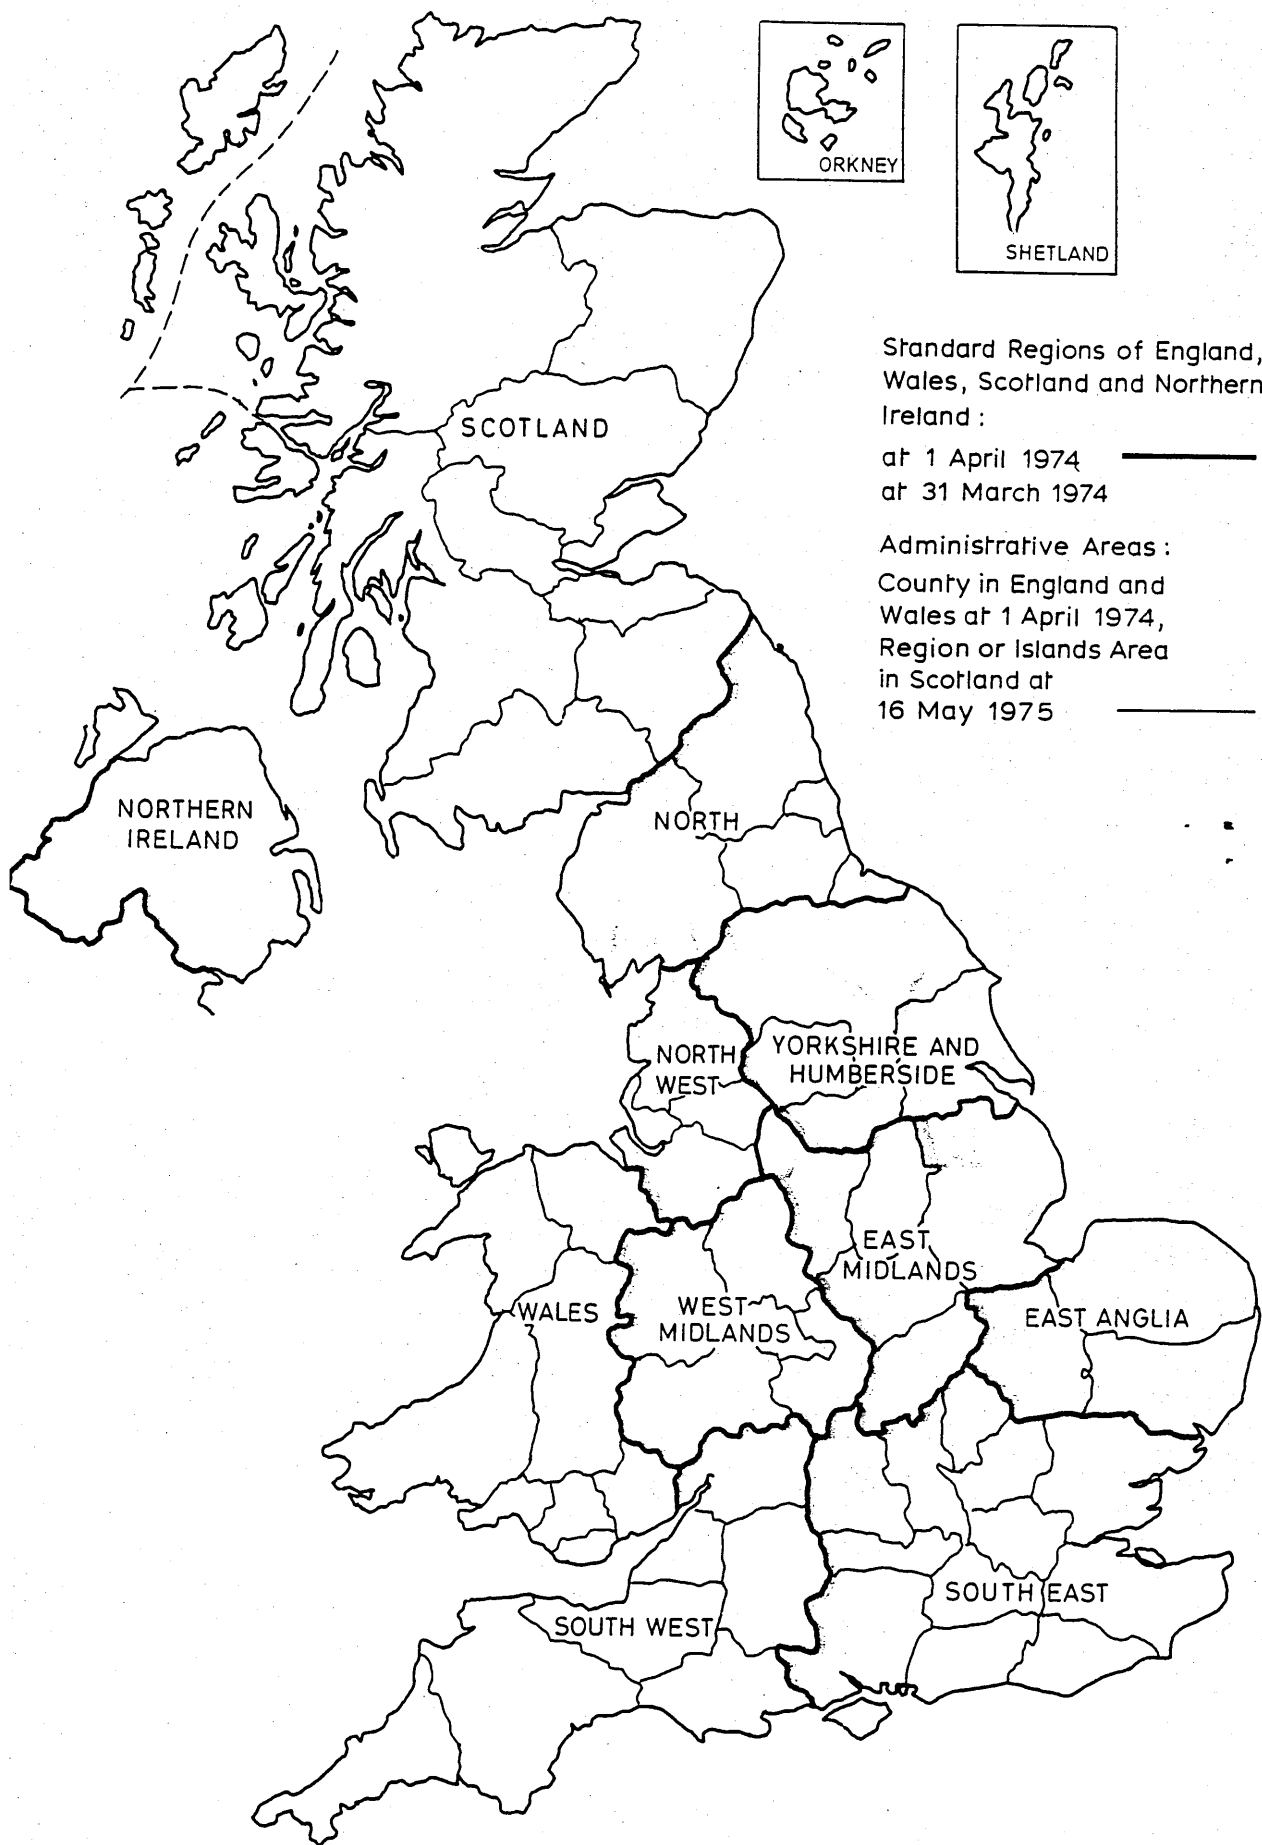 ORKNEY
SHETLAND
Standard Regions of England,
Wales, Scotland and Northern
Ireland :
at 1 April 1974
at 31 March 1974
Administrative Areas :
County in England and
Wales at 1 April 1974,
Region or Islands Area
in Scotland at
16 May 1975
SCOTLAND
NORTHERN
IRELAND
NORTH
NORTH
WEST
YORKSHIRE AND
HUMBERSIDE
EAST
MIDLANDS
WALES
WEST
MIDLANDS
EAST ANGLIA
SOUTH EAST
SOUTH WEST